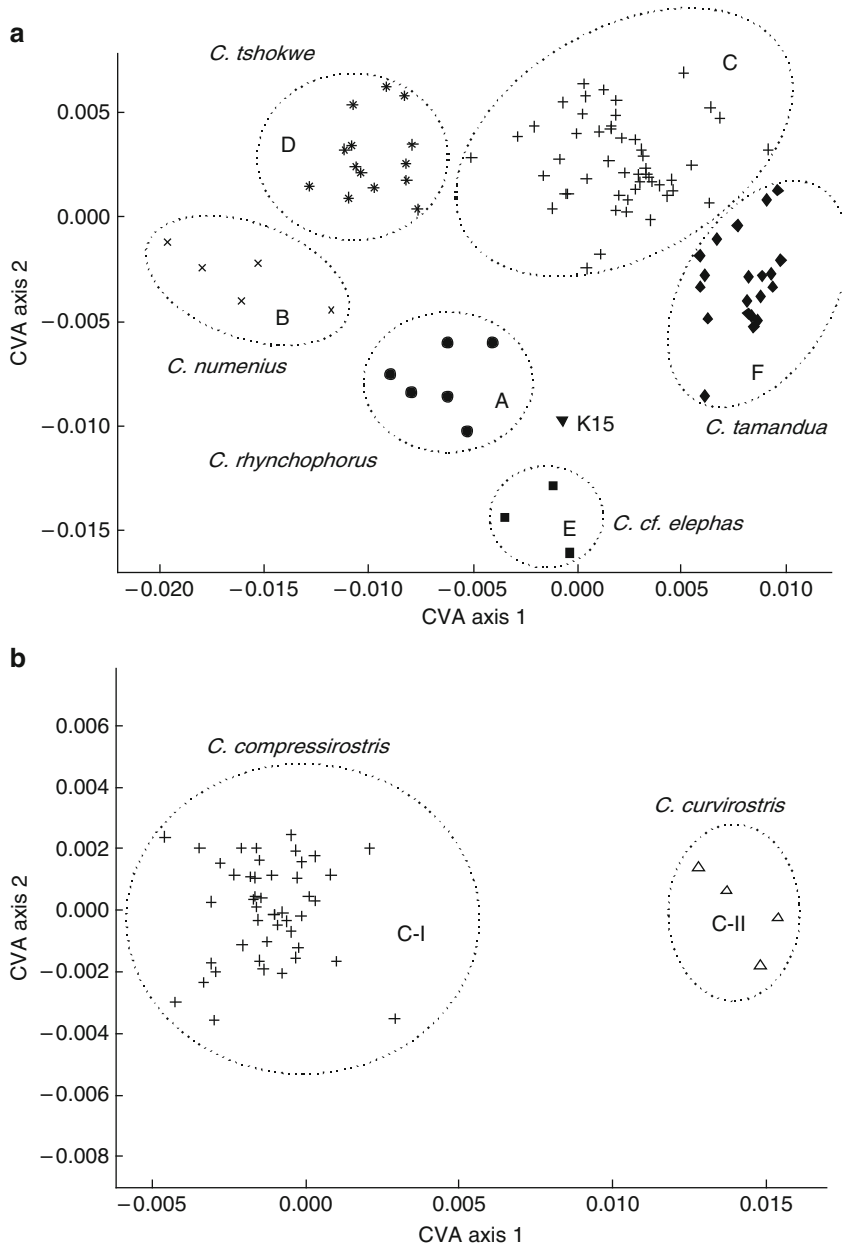 a
C. tshokwe
C
D
0.005
0.000
−0.005
−0.010
−0.015
CVA axis 2
B
C. numenius
F
A
K15
C. tamandua
C. rhynchophorus
E
C. cf. elephas
−0.020 −0.015 −0.010 −0.005 0.000 0.005 0.010
CVA axis 1
b
0.006
0.004
0.002
0.000
−0.002
−0.004
−0.006
−0.008
CVA axis 2
C. compressirostris
C. curvirostris
C-I
C-II
−0.005 0.000 0.005 0.010 0.015
CVA axis 1